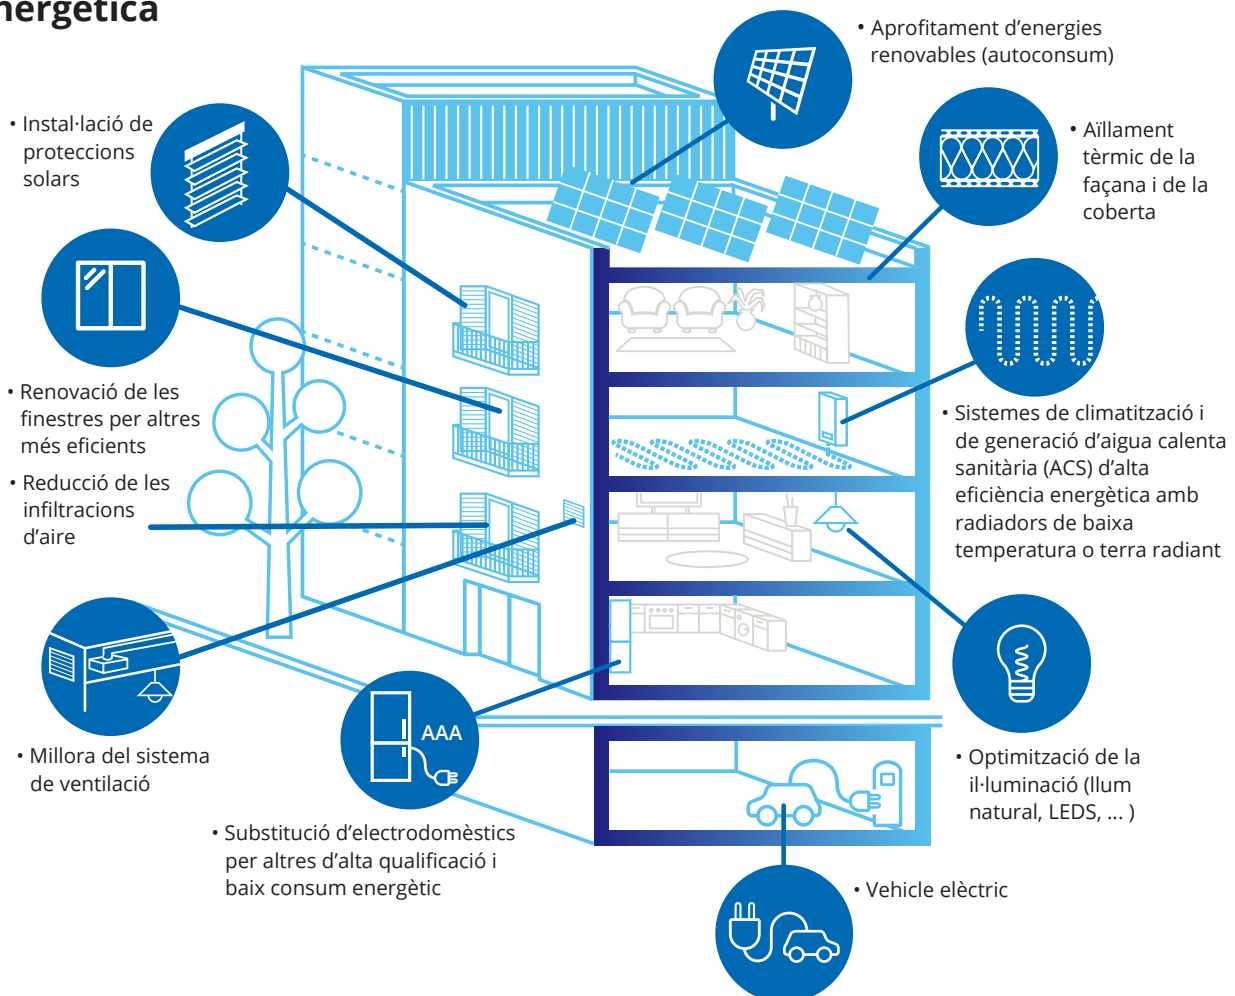 nergètica
• Aprofitament d’energies
renovables (autoconsum)
• Instal·lació de
proteccions
solars
• Aïllament
tèrmic de la
façana i de la
coberta
• Renovació de les
finestres per altres
més eficients
• Reducció de les
infiltracions
d’aire
• Sistemes de climatització i
de generació d’aigua calenta
sanitària (ACS) d’alta
eficiència energètica amb
radiadors de baixa
temperatura o terra radiant
• Millora del sistema
de ventilació
AAA
• Substitució d’electrodomèstics
per altres d’alta qualificació i
baix consum energètic
• Optimització de la
il·luminació (llum
natural, LEDS, ... )
• Vehicle elèctric